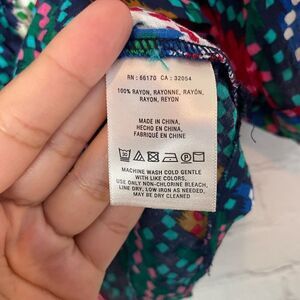 RN : 66170 CA : 32054
100% RAYON, RAYONNE, RAYÓN,
RAYON, REYON
MADE IN CHINA,
HECHO EN CHINA,
FABRIQUÉ EN CHINE
MACHINE WASH COLD GENTLE
WITH LIKE COLORS,
USE ONLY NON-CHLORINE BLEACH,
LINE DRY, LOW IRON AS NEEDED,
MAY BE DRY CLEANED